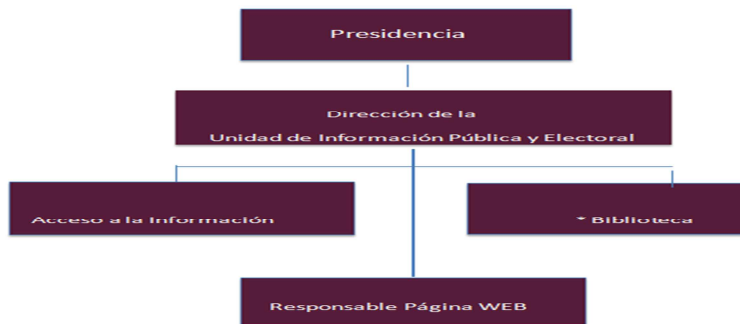 Presidencia
Dirección de la
Unidad de Información Pública y Electoral
Acceso a la Información
* Biblioteca
Responsable Página WEB